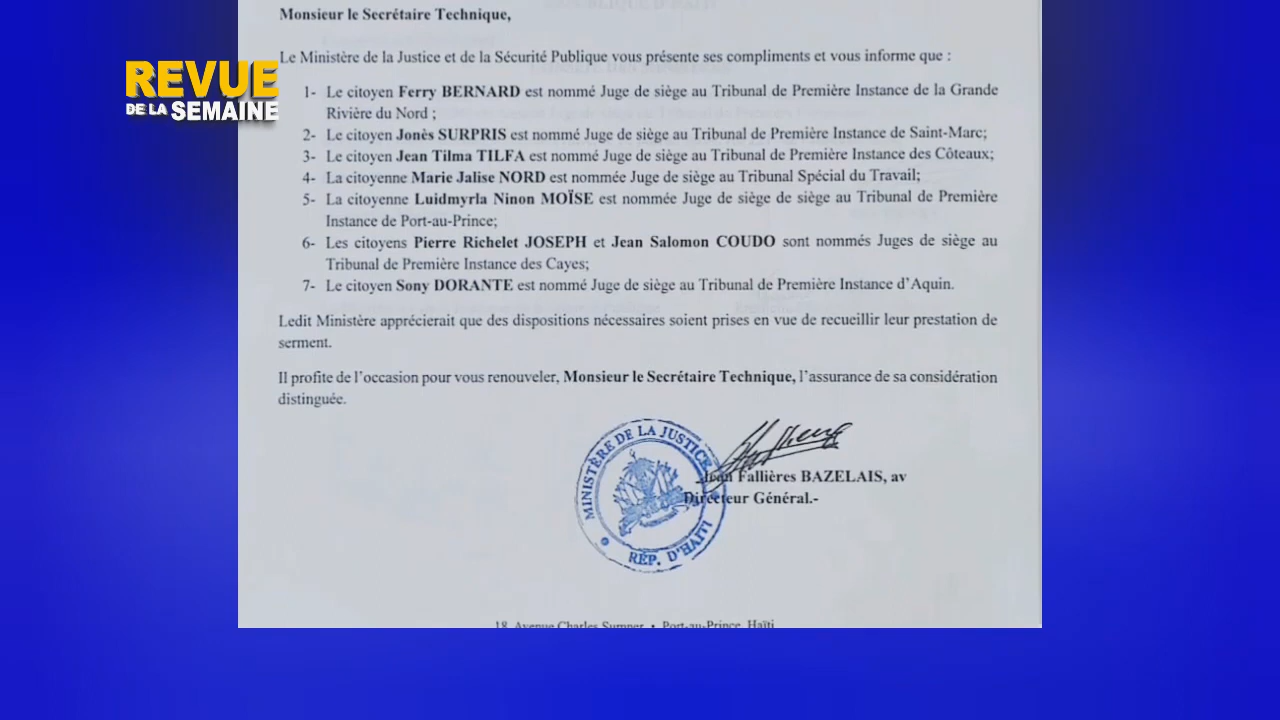 Monsieur le Secrétaire Technique,
Le Ministère de la Justice et de la Sécurité Publique vous présente ses compliments et vous informe que :
REVUE
DE LA SEMAINE
1- Le citoyen Ferry BERNARD est nommé Juge de siège au Tribunal de Première Instance de la Grande
Rivière du Nord ;
2- Le citoyen Jonès SURPRIS est nommé Juge de siège au Tribunal de Première Instance de Saint-Marc;
3- Le citoyen Jean Tilma TILFA est nommé Juge de siège au Tribunal de Première Instance des Côteaux;
4- La citoyenne Marie Jalise NORD est nommée Juge de siège au Tribunal Spécial du Travail;
5- La citoyenne Luidmyrla Ninon MOÏSE est nommée Juge de siège de siège au Tribunal de Première
Instance de Port-au-Prince;
6- Les citoyens Pierre Richelet JOSEPH et Jean Salomon COUDO sont nommés Juges de siège au
Tribunal de Première Instance des Cayes;
7- Le citoyen Sony DORANTE est nommé Juge de siège au Tribunal de Première Instance d’Aquin.
Ledit Ministère apprécierait que des dispositions nécessaires soient prises en vue de recueillir leur prestation de
serment.
Il profite de l’occasion pour vous renouveler, Monsieur le Secrétaire Technique, l’assurance de sa considération
distinguée.
MINISTÈRE DE LA JUSTICE
RÉP. D'HAITI
Jean Fallières BAZELAIS, av
Directeur Général.-
18, Avenue Charles Sumner • Port-au-Prince, Haïti